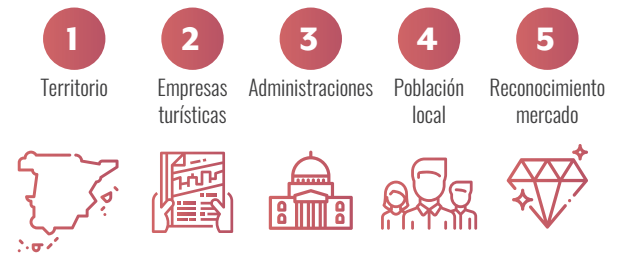 1
2
3
4
5
Territorio
Empresas
turísticas
Administraciones
Población
local
Reconocimiento
mercado